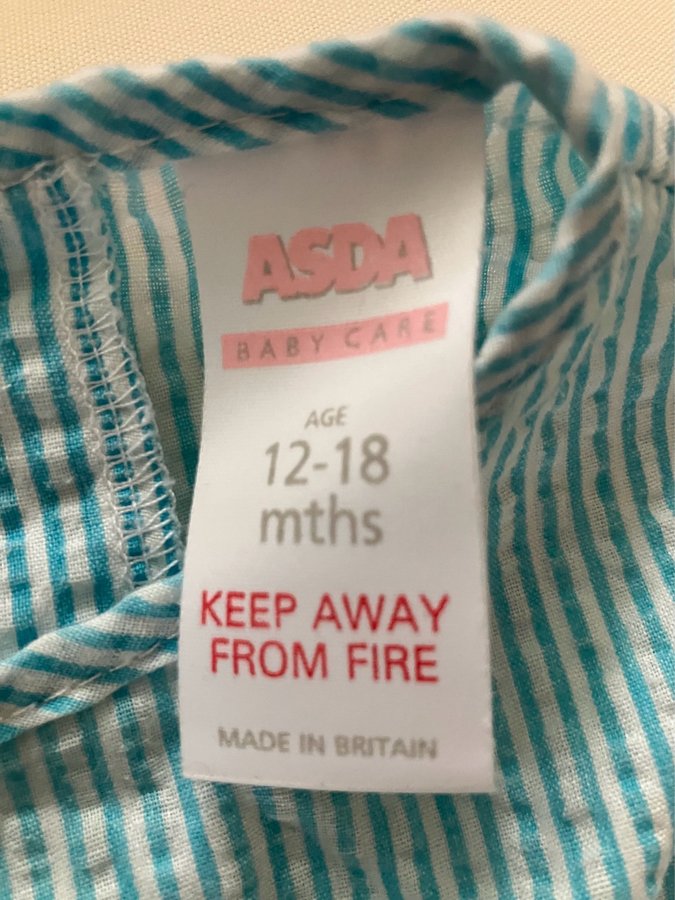 ASDA
BABY CARE
AGE
12-18
mths
KEEP AWAY
FROM FIRE
MADE IN BRITAIN